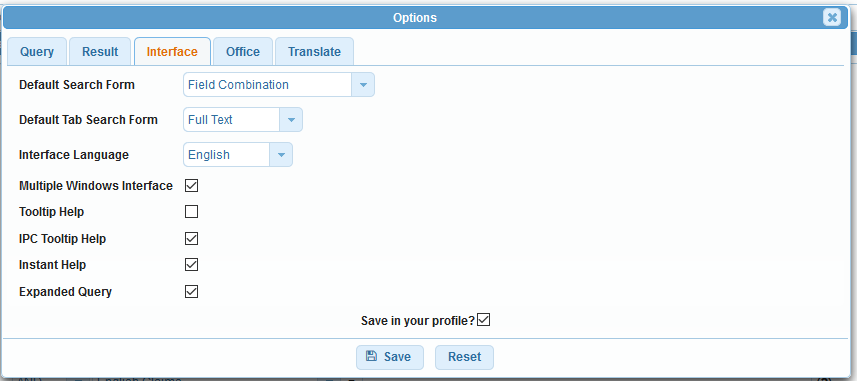 Options
Query Result Interface Office Translate
Default Search Form Field Combination
Default Tab Search Form Full Text
Interface Language English
Multiple Windows Interface
Tooltip Help
IPC Tooltip Help
Instant Help
Expanded Query
Save in your profile?
Save Reset